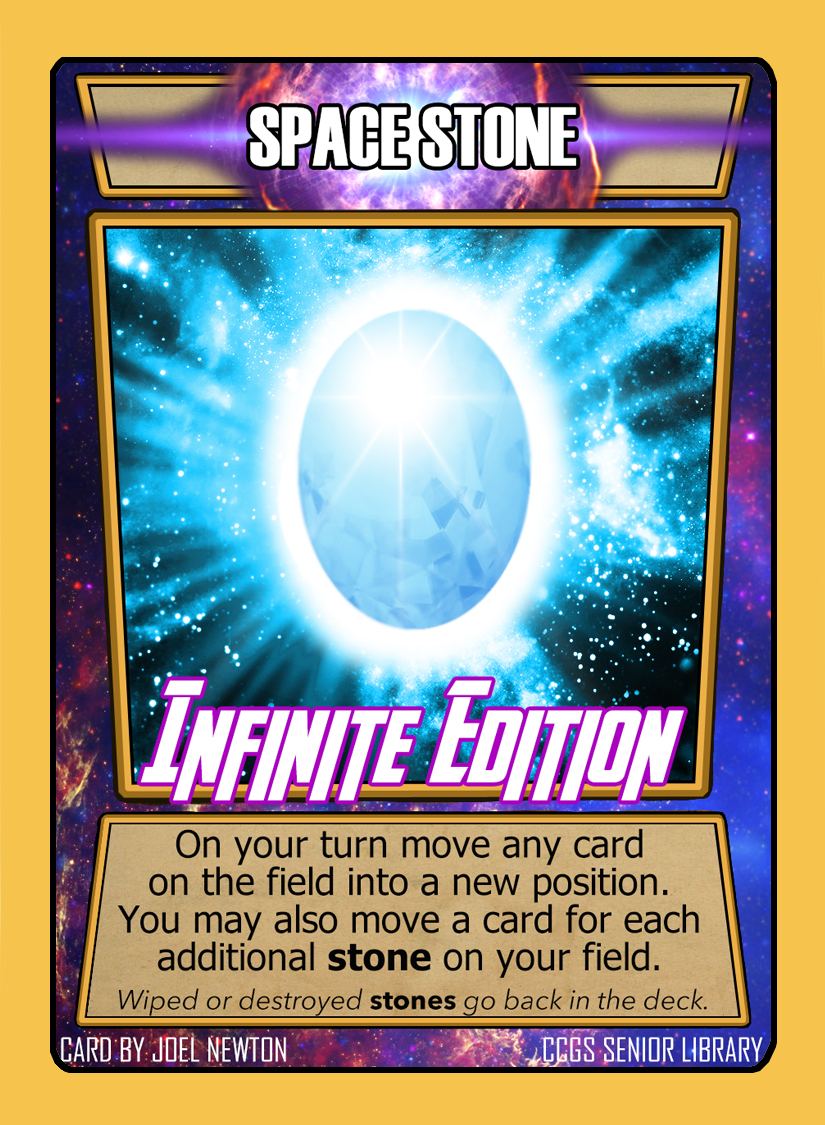 SPACE STONE
INFINITE EDITION
On your turn move any card
on the field into a new position.
You may also move a card for each
additional stone on your field.
Wiped or destroyed stones go back in the deck.
CARD BY JOEL NEWTON
CCGS SENIOR LIBRARY